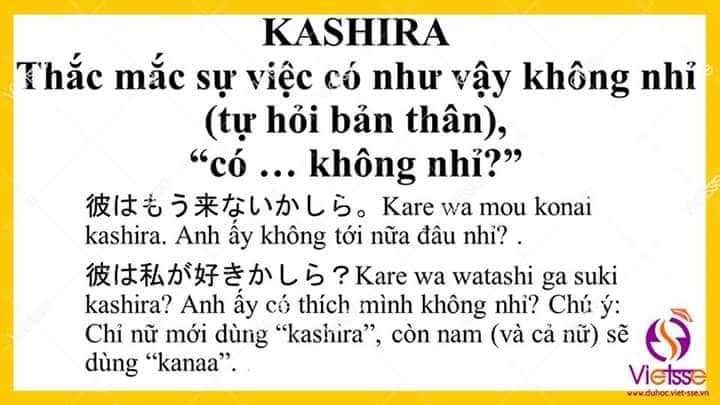 KASHIRA
Thắc mắc sự việc có như vậy không nhỉ
(tự hỏi bản thân),
“có … không nhỉ?”
彼はもう来ないかしら。Kare wa mou konai
kashira. Anh ấy không tới nữa đâu nhỉ? .
彼は私が好きかしら？Kare wa watashi ga suki
kashira? Anh ấy có thích mình không nhỉ? Chú ý:
Chỉ nữ mới dùng “kashira”, còn nam (và cả nữ) sẽ
dùng “kanaa”.
Vietsse
www.duhoc.viet-sse.vn